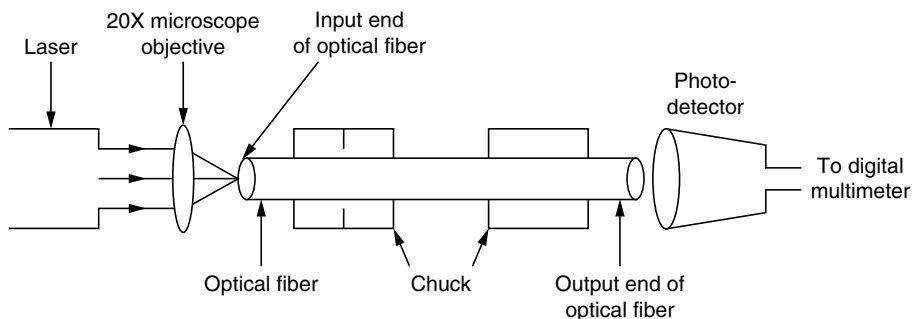 Laser
20X microscope
objective
Input end
of optical fiber
Photo-
detector
To digital
multimeter
Optical fiber
Chuck
Output end of
optical fiber